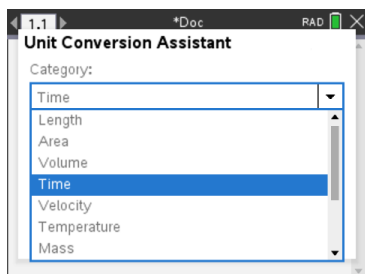 1.1 *Doc RAD
Unit Conversion Assistant
Category:
Time
Length
Area
Volume
Time
Velocity
Temperature
Mass